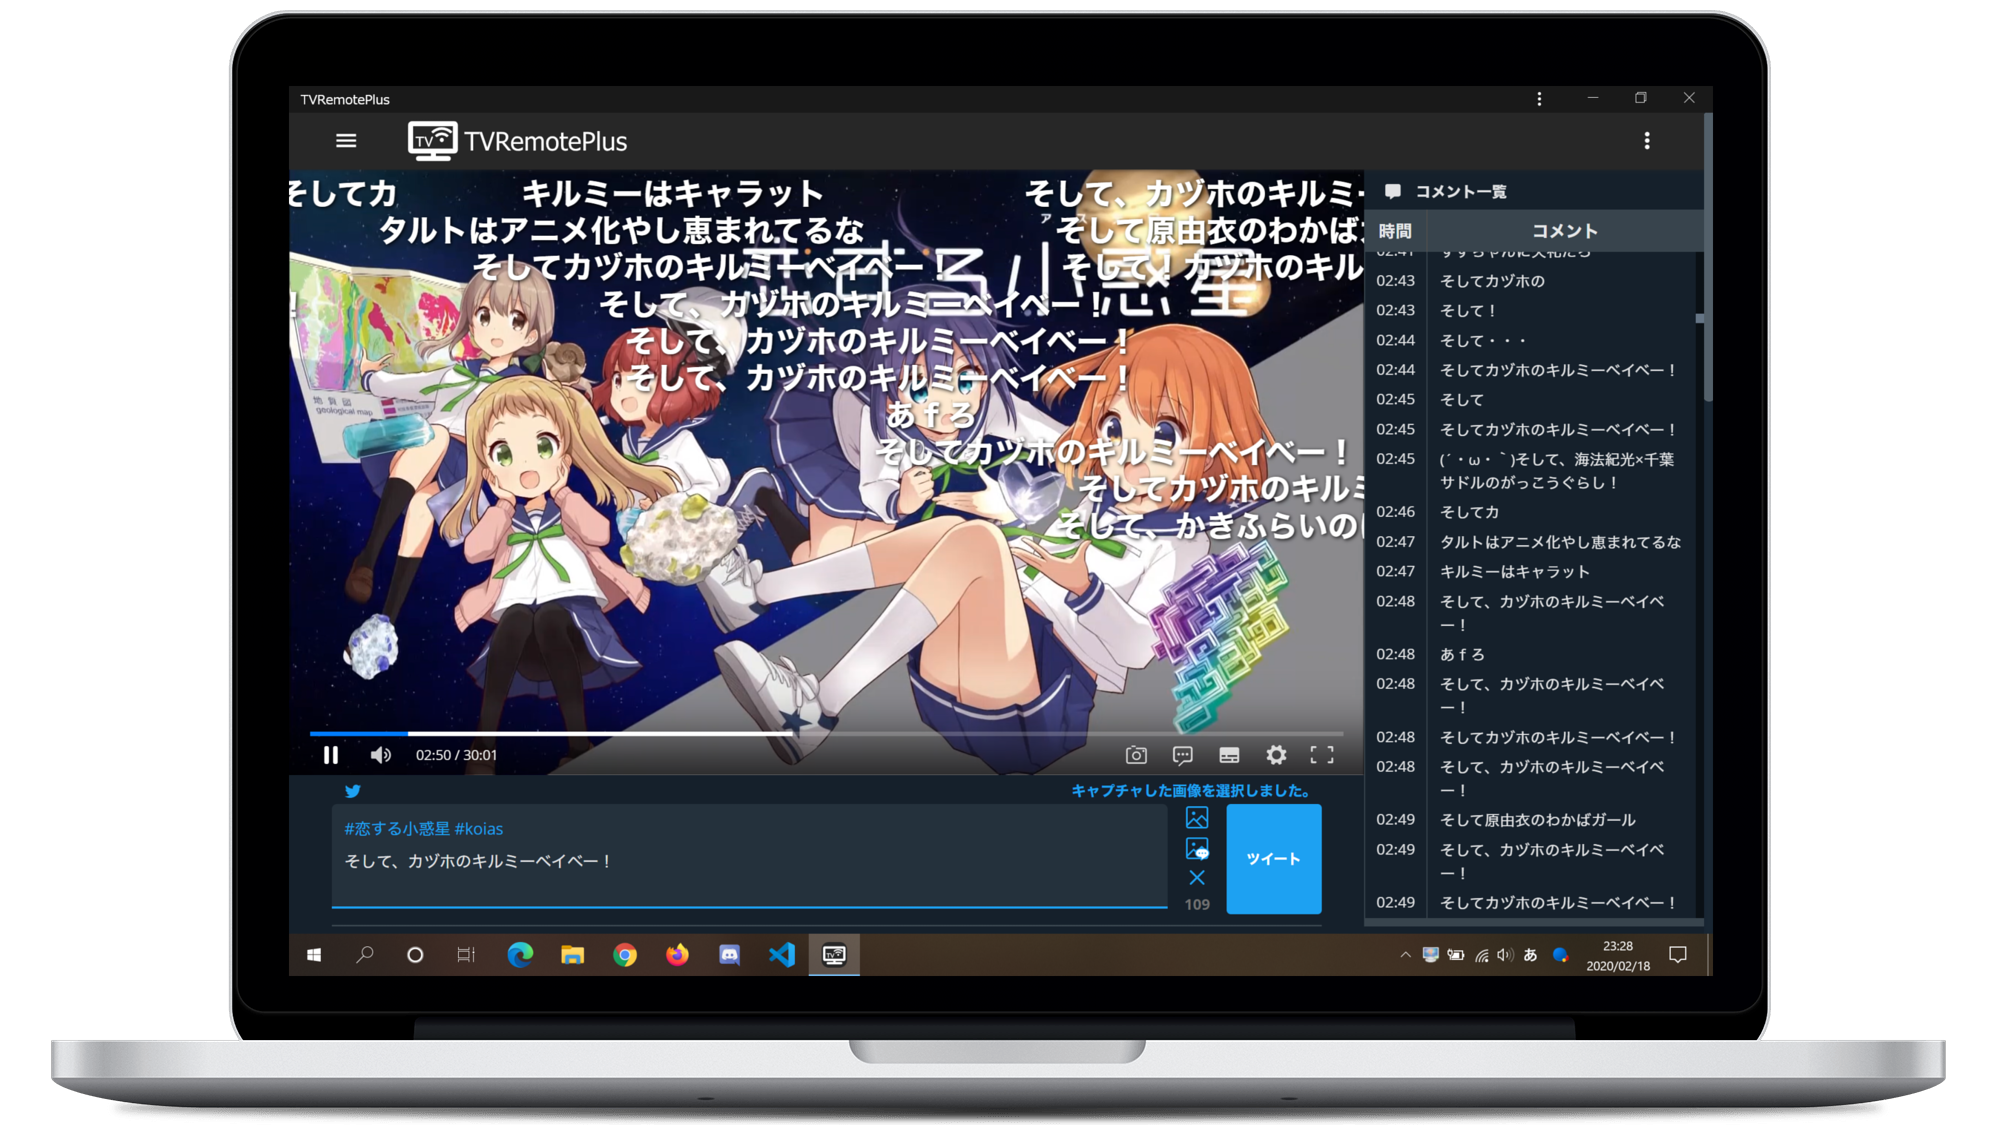 TVRemotePlus
TV TVRemotePlus
そしてカ
キルミーはキャラット
そして、カヅホのキルミー
タルトはアニメ化やし恵まれてるな
そして原由衣のわかば
恋する小惑星
そしてカヅホのキルミーベイベー！
そして！カヅホのキル
！
そして、カヅホのキルミーベイベー！
そして、カヅホのキルミーベイベー！
そして、カヅホのキルミーベイベー！
地質図
geological map
あｆろ
そしてカヅホのキルミーベイベー！
そしてカヅホのキルミ
そして、かきふらいの
02:50 / 30:01
コメント一覧
時間 コメント
02:41
02:43 そしてカヅホの
02:43 そして！
02:44 そして・・・
02:44 そしてカヅホのキルミーベイベー！
02:45 そして
02:45 そしてカヅホのキルミーベイベー！
02:45 (´・ω・｀)そして、海法紀光×千葉
サドルのがっこうぐらし！
02:46 そしてカ
02:47 タルトはアニメ化やし恵まれてるな
02:47 キルミーはキャラット
02:48 そして、カヅホのキルミーベイベ
ー！
02:48 あｆろ
02:48 そして、カヅホのキルミーベイベ
ー！
02:48 そしてカヅホのキルミーベイベー！
02:48 そして、カヅホのキルミーベイベ
ー！
02:49 そして原由衣のわかばガール
02:49 そして、カヅホのキルミーベイベ
ー！
02:49 そしてカヅホのキルミーベイベー！
キャプチャした画像を選択しました。
#恋する小惑星 #koias
そして、カヅホのキルミーベイベー！
109
ツイート
あ
23:28
2020/02/18